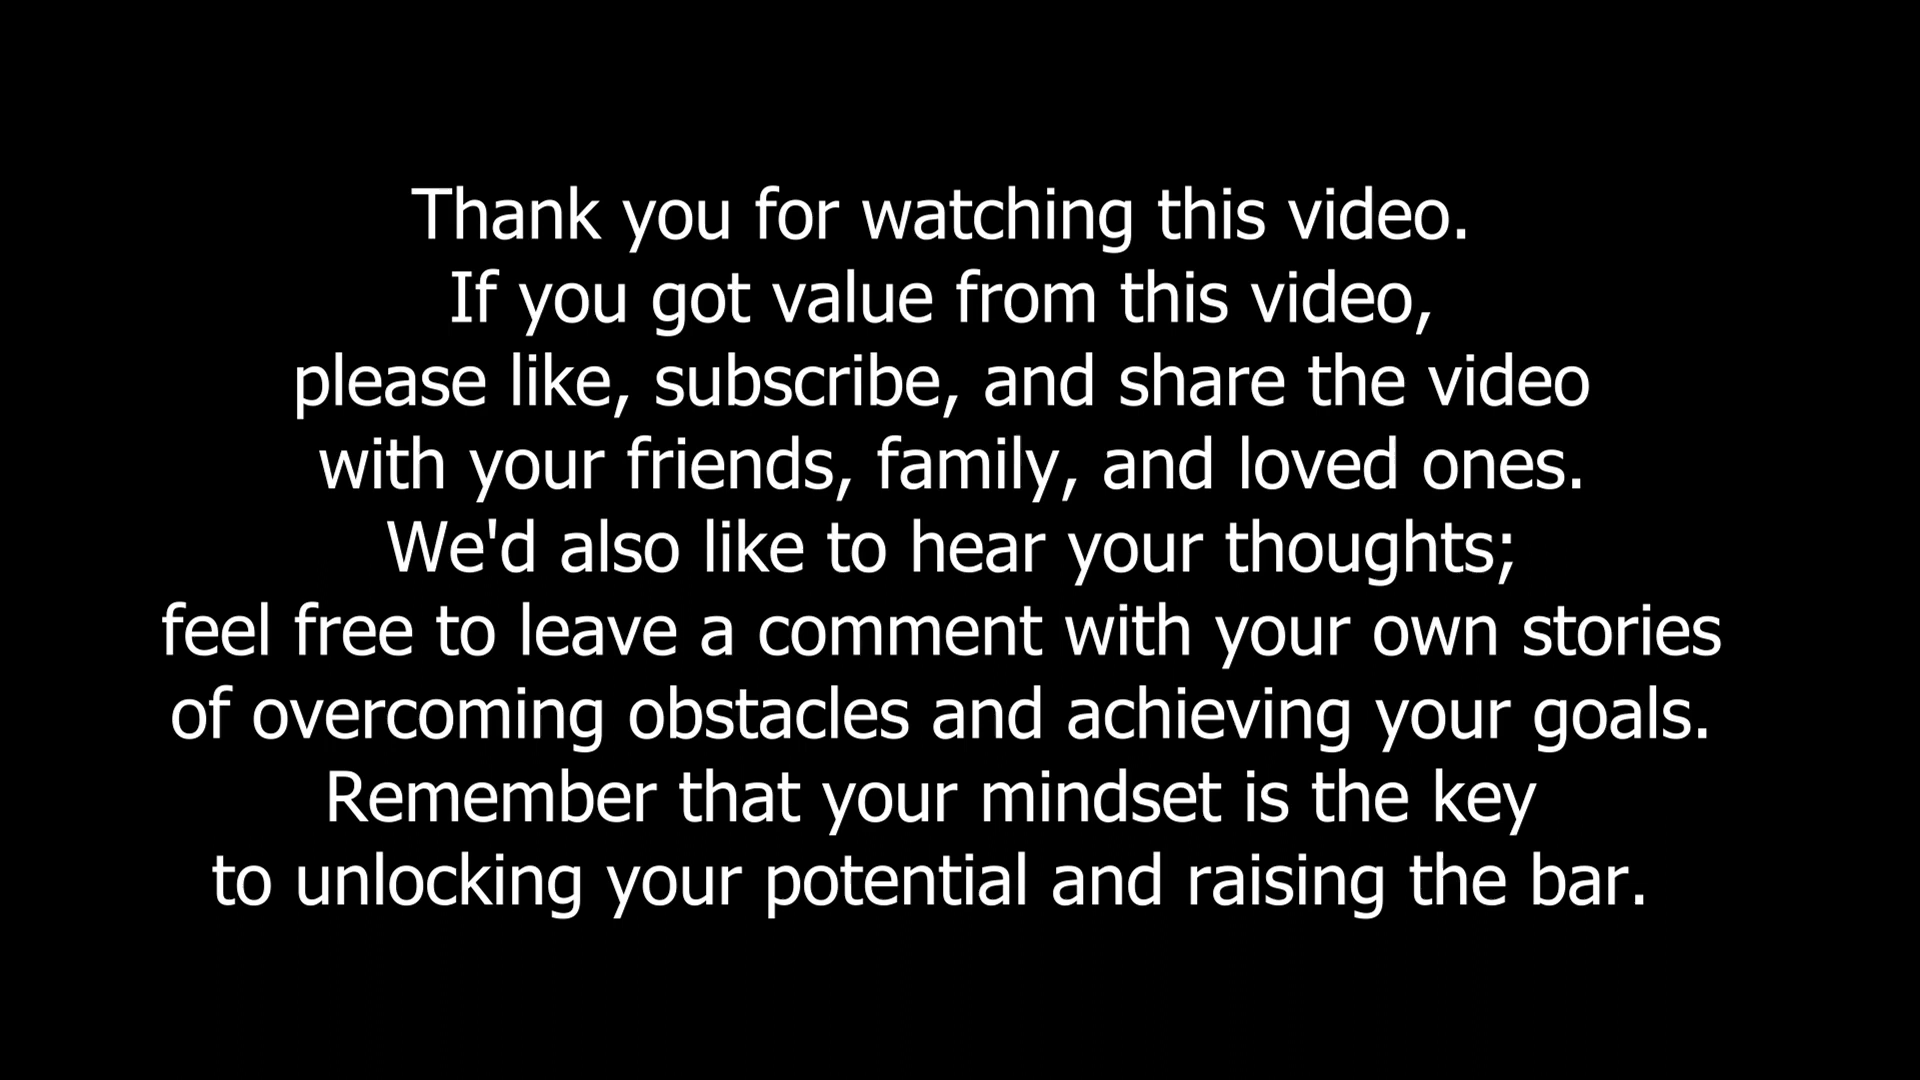 Thank you for watching this video.
If you got value from this video,
please like, subscribe, and share the video
with your friends, family, and loved ones.
We'd also like to hear your thoughts;
feel free to leave a comment with your own stories
of overcoming obstacles and achieving your goals.
Remember that your mindset is the key
to unlocking your potential and raising the bar.